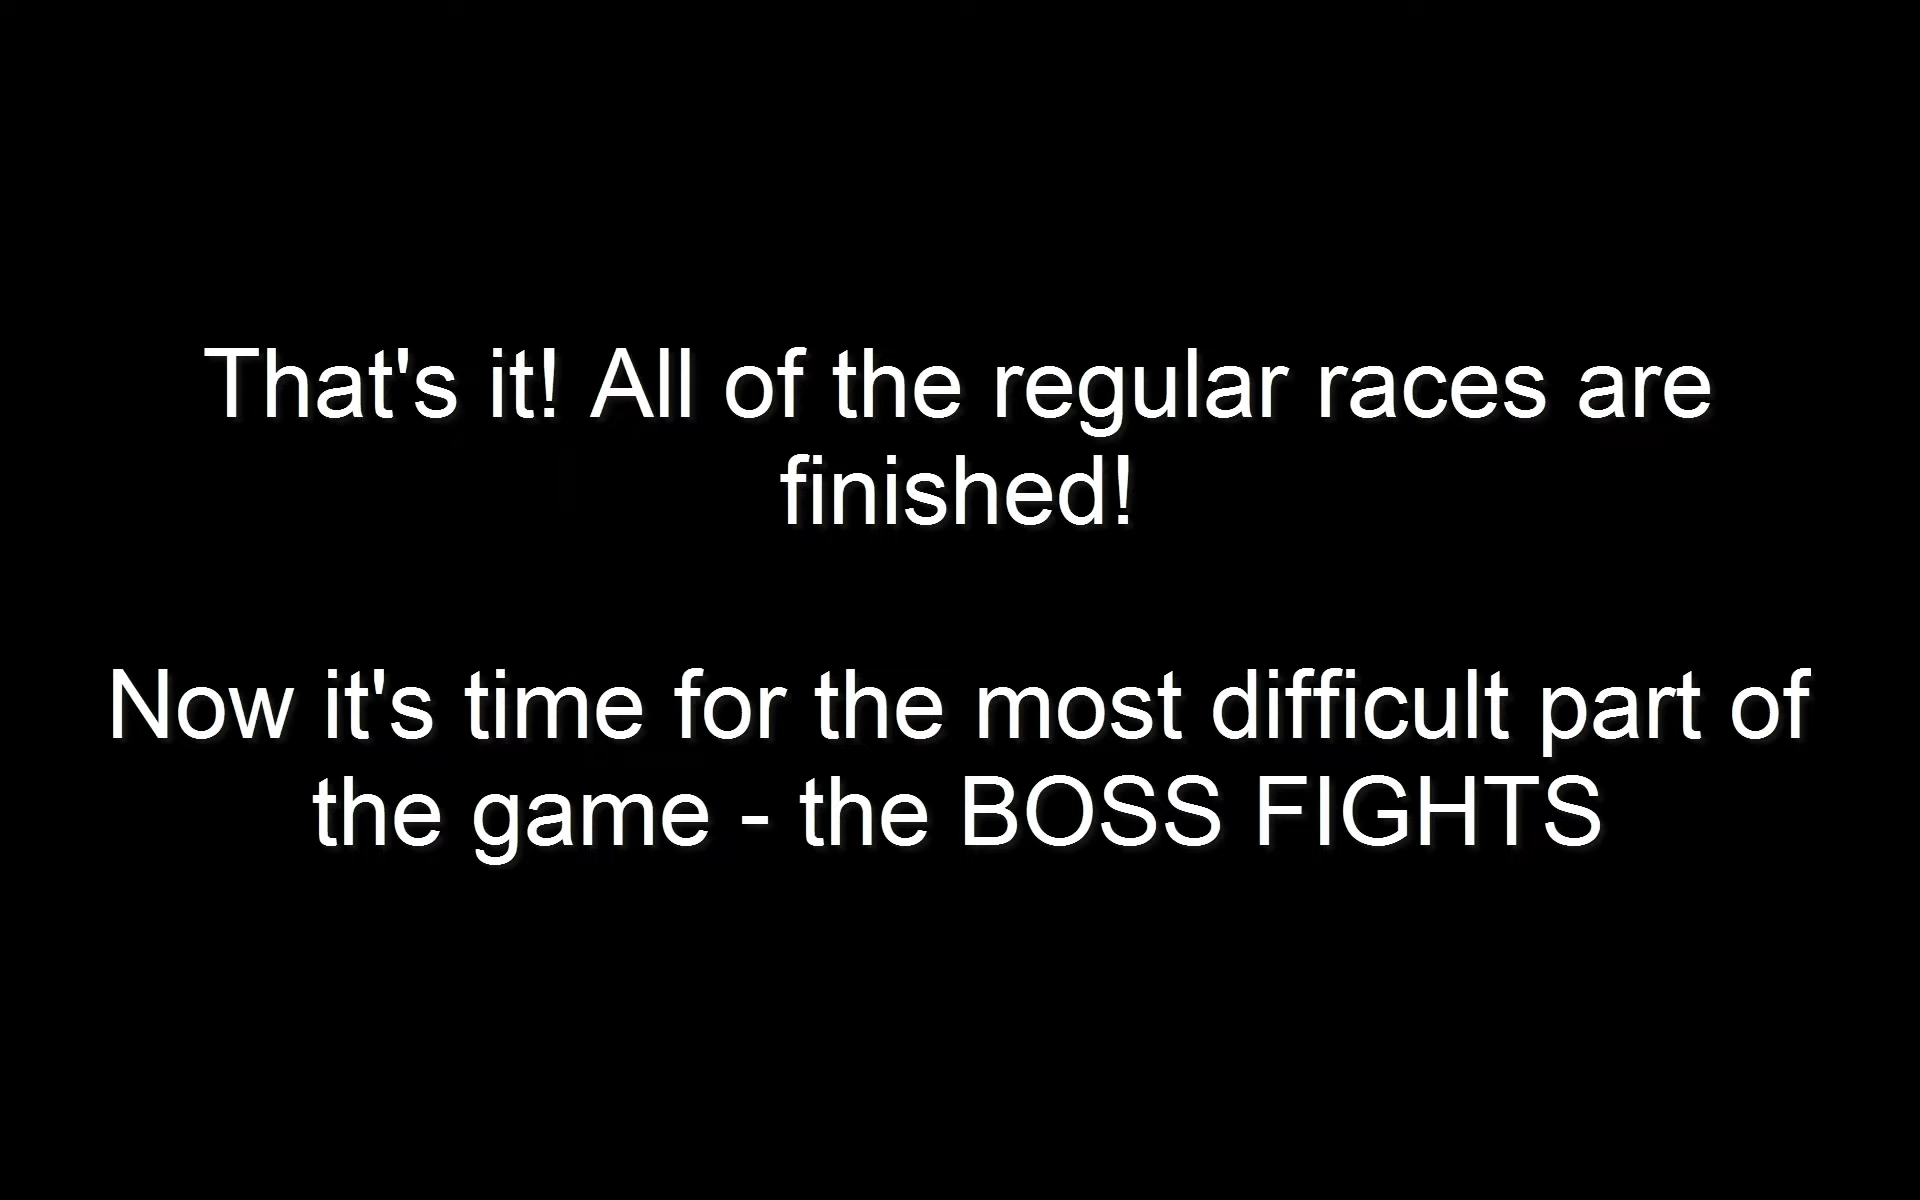 That's it! All of the regular races are
finished!
Now it's time for the most difficult part of
the game - the BOSS FIGHTS